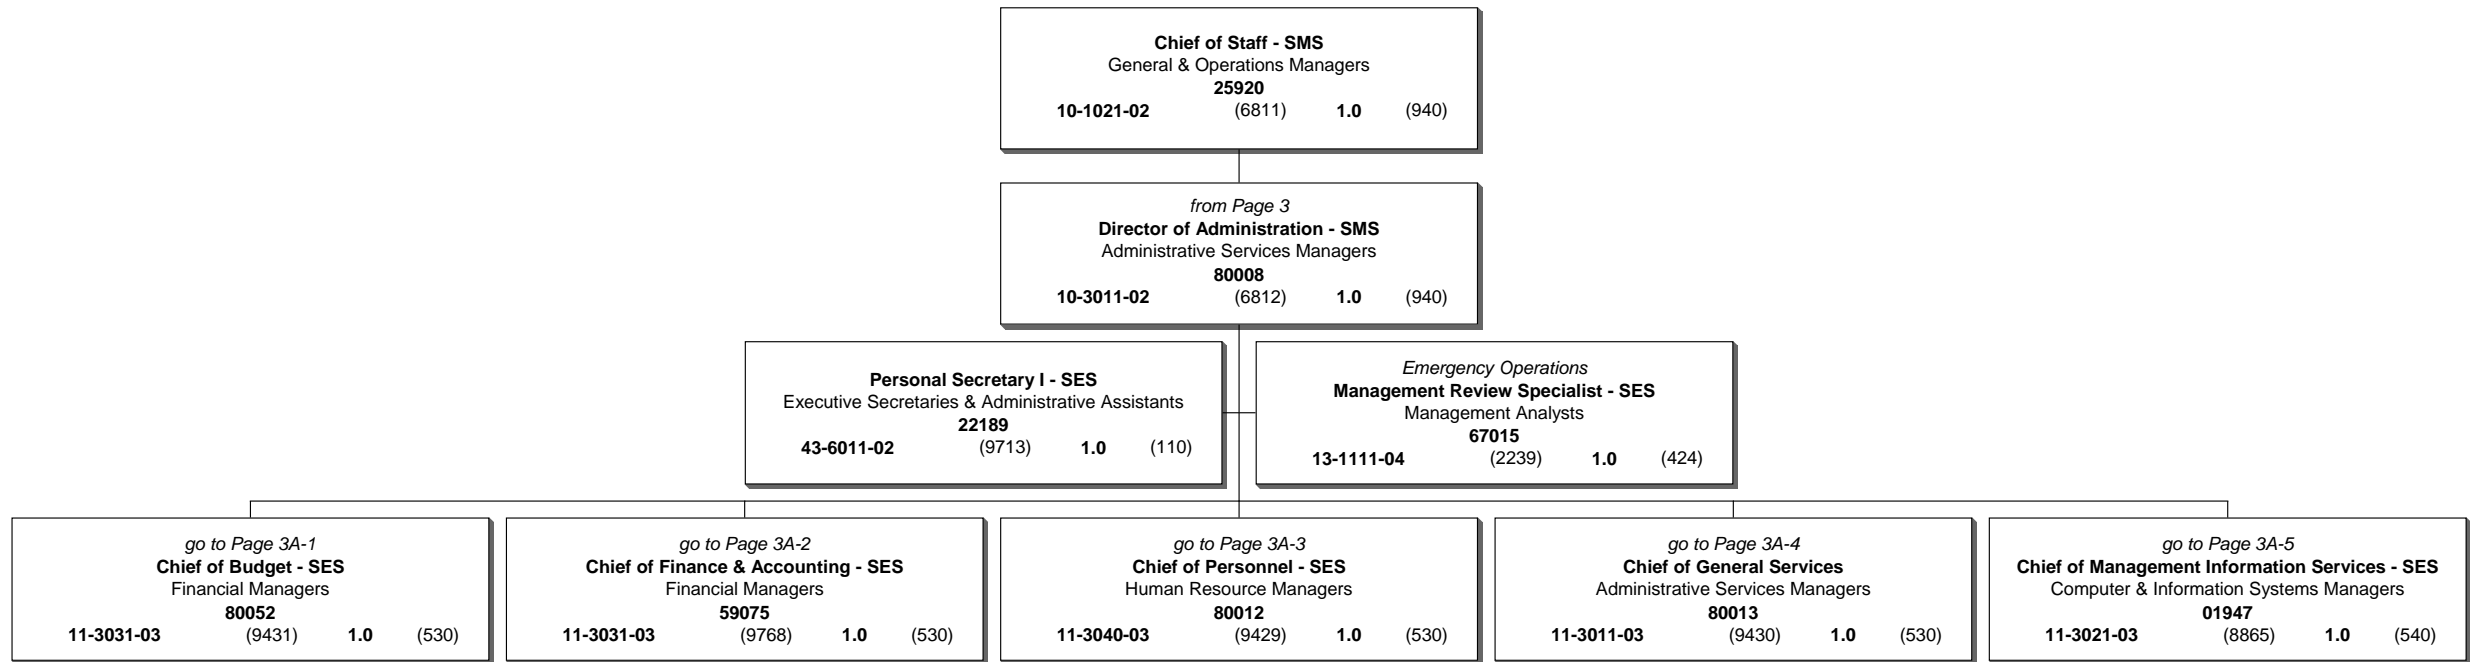 Chief of Staff - SMS
General & Operations Managers
25920
10-1021-02 (6811) 1.0 (940)
from Page 3
Director of Administration - SMS
Administrative Services Managers
80008
10-3011-02 (6812) 1.0 (940)
Personal Secretary I - SES
Executive Secretaries & Administrative Assistants
22189
43-6011-02 (9713) 1.0 (110)
Emergency Operations
Management Review Specialist - SES
Management Analysts
67015
13-1111-04 (2239) 1.0 (424)
go to Page 3A-1
Chief of Budget - SES
Financial Managers
80052
11-3031-03 (9431) 1.0 (530)
go to Page 3A-2
Chief of Finance & Accounting - SES
Financial Managers
59075
11-3031-03 (9768) 1.0 (530)
go to Page 3A-3
Chief of Personnel - SES
Human Resource Managers
80012
11-3040-03 (9429) 1.0 (530)
go to Page 3A-4
Chief of General Services
Administrative Services Managers
80013
11-3011-03 (9430) 1.0 (530)
go to Page 3A-5
Chief of Management Information Services - SES
Computer & Information Systems Managers
01947
11-3021-03 (8865) 1.0 (540)